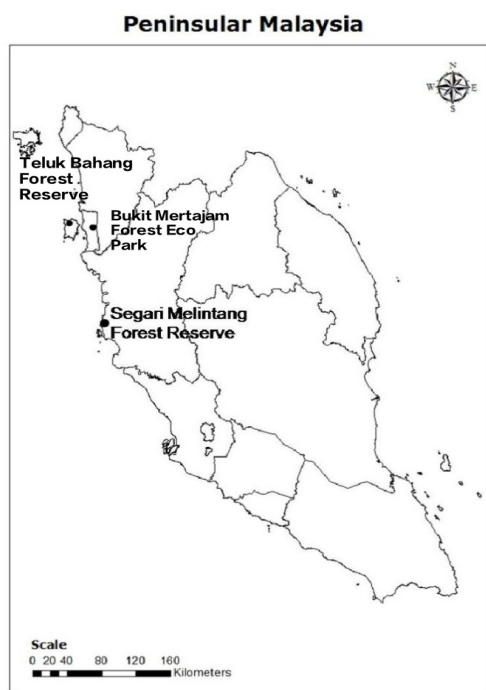 Peninsular Malaysia
N
W E
S
Teluk Bahang
Forest
Reserve
Bukit Mertajam
Forest Eco
Park
Segari Melintang
Forest Reserve
Scale
0 20 40 80 120 160
Kilometers